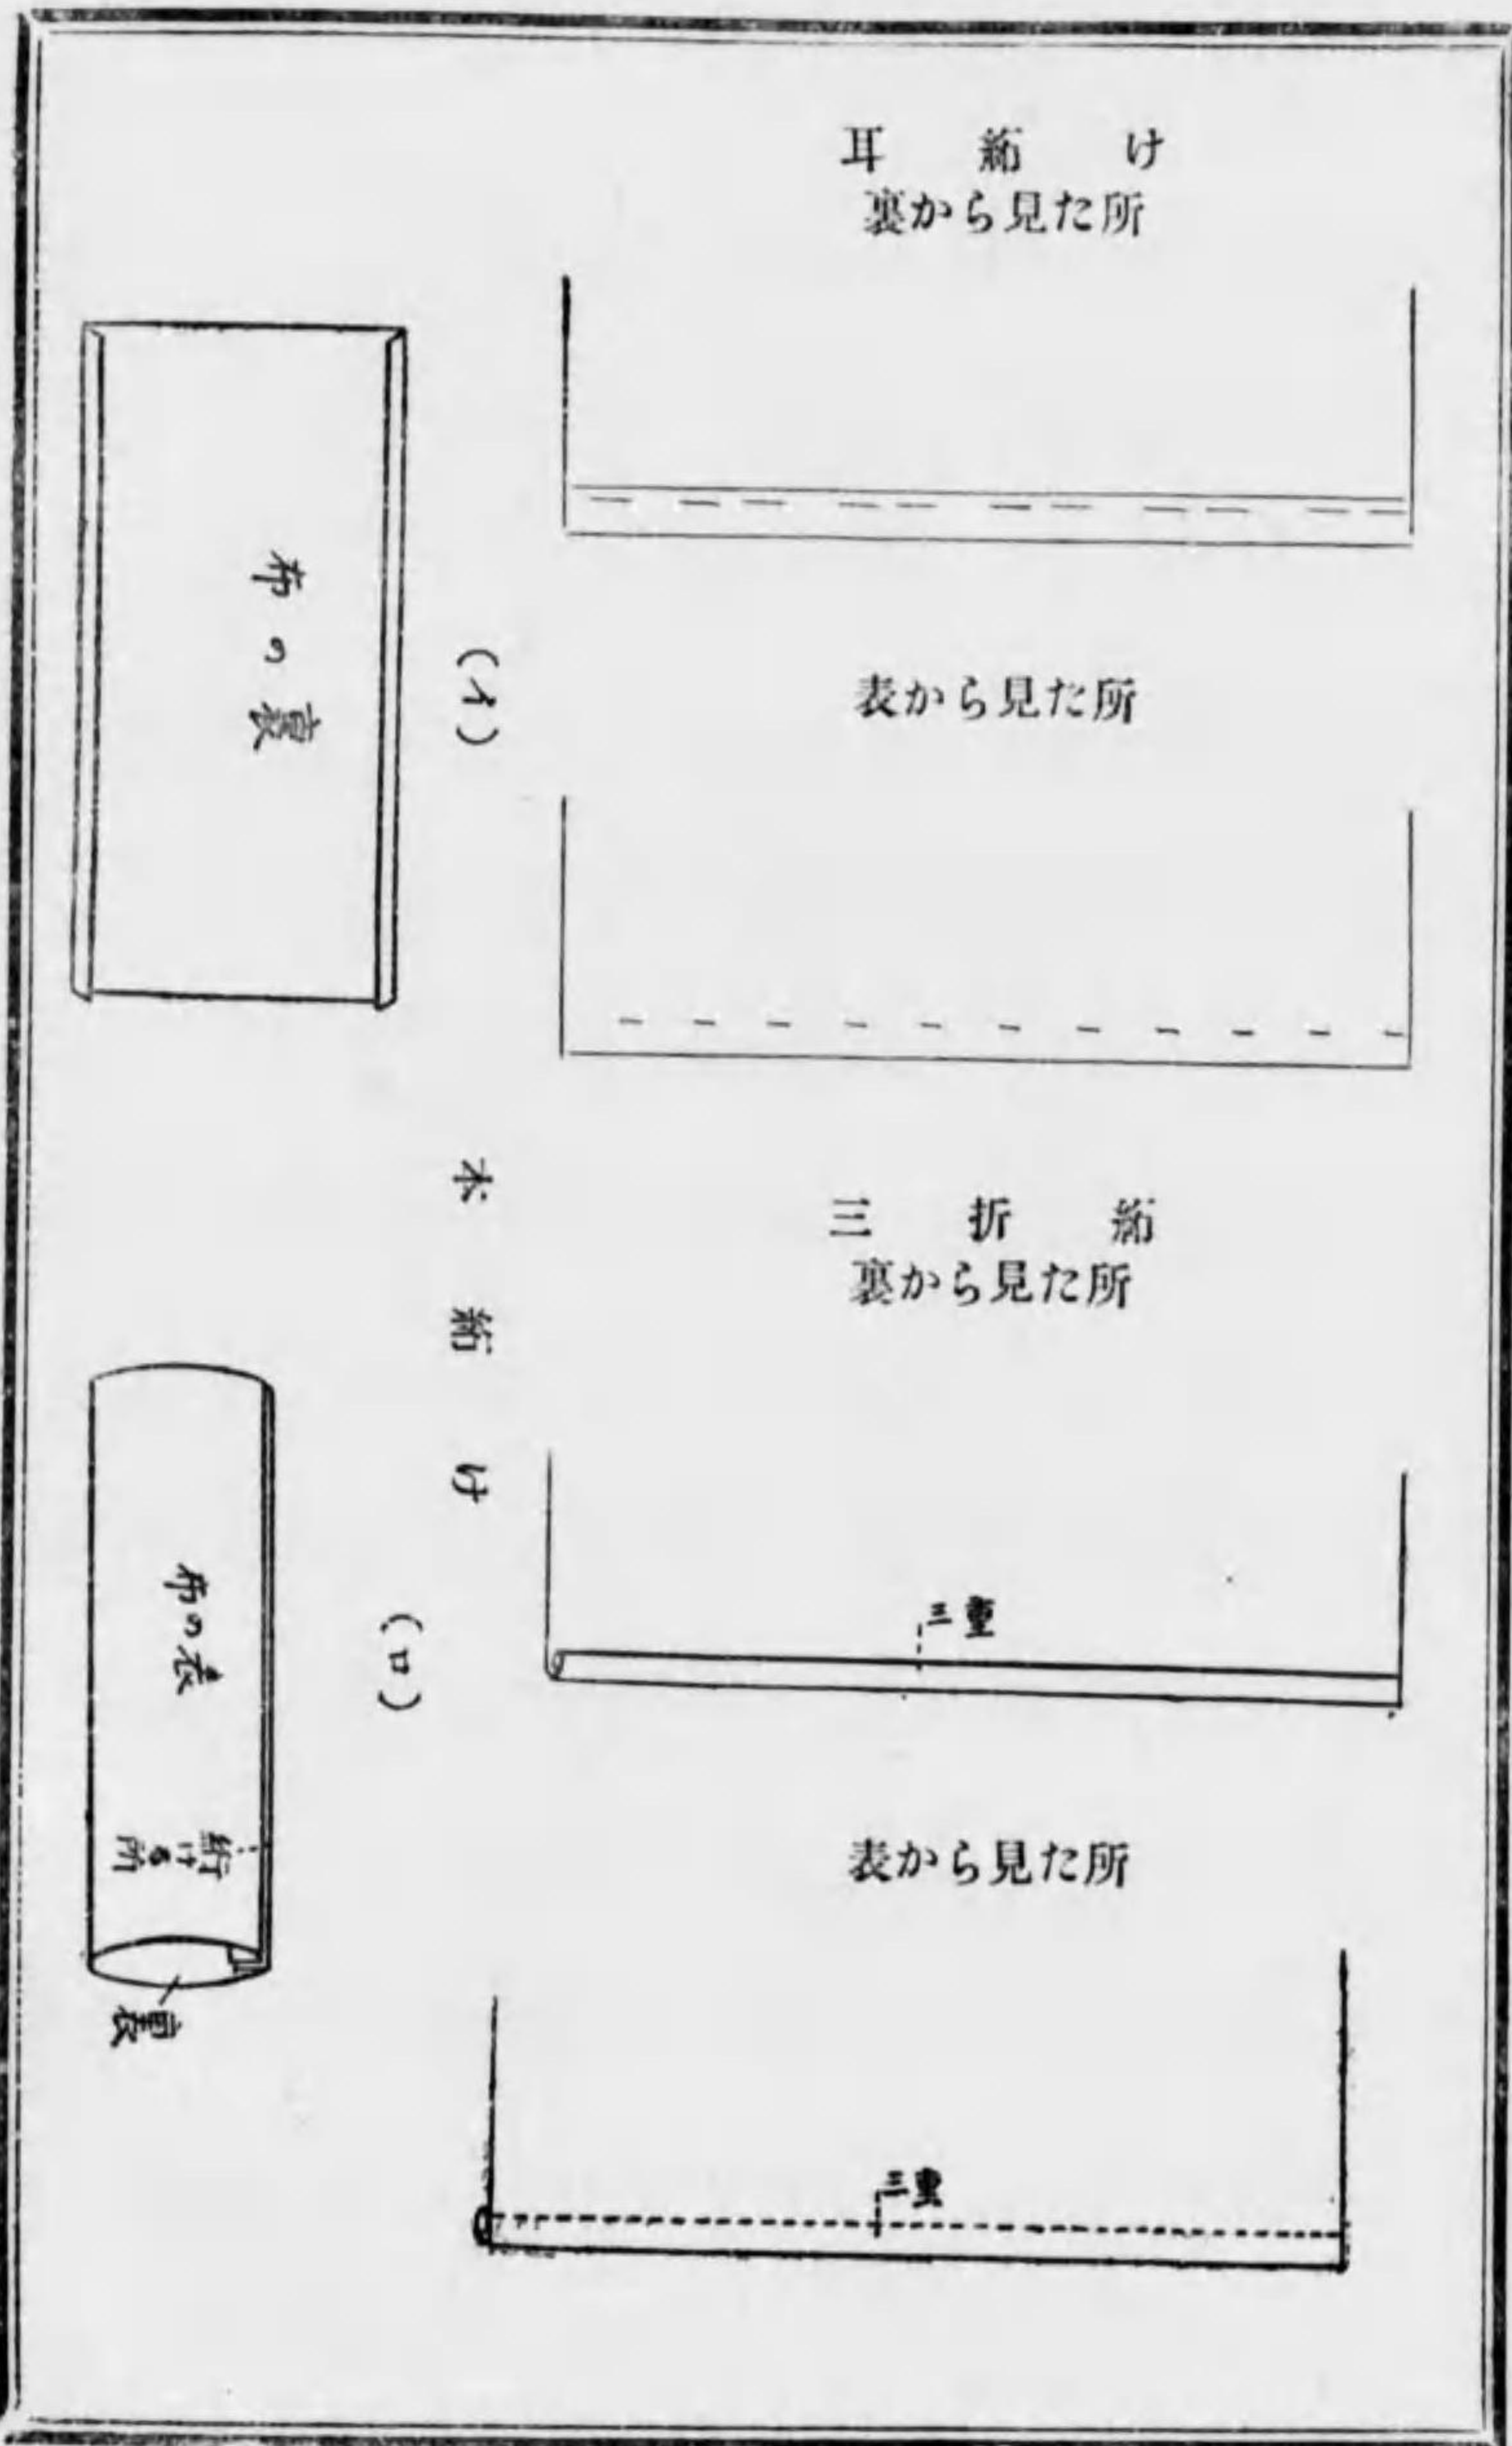 耳絎け
裏から見た所
表から見た所
三折絎
裏から見た所
三重
表から見た所
三重
本絎け
(イ)
布の裏
(ロ)
布の表
絎ける所
裏